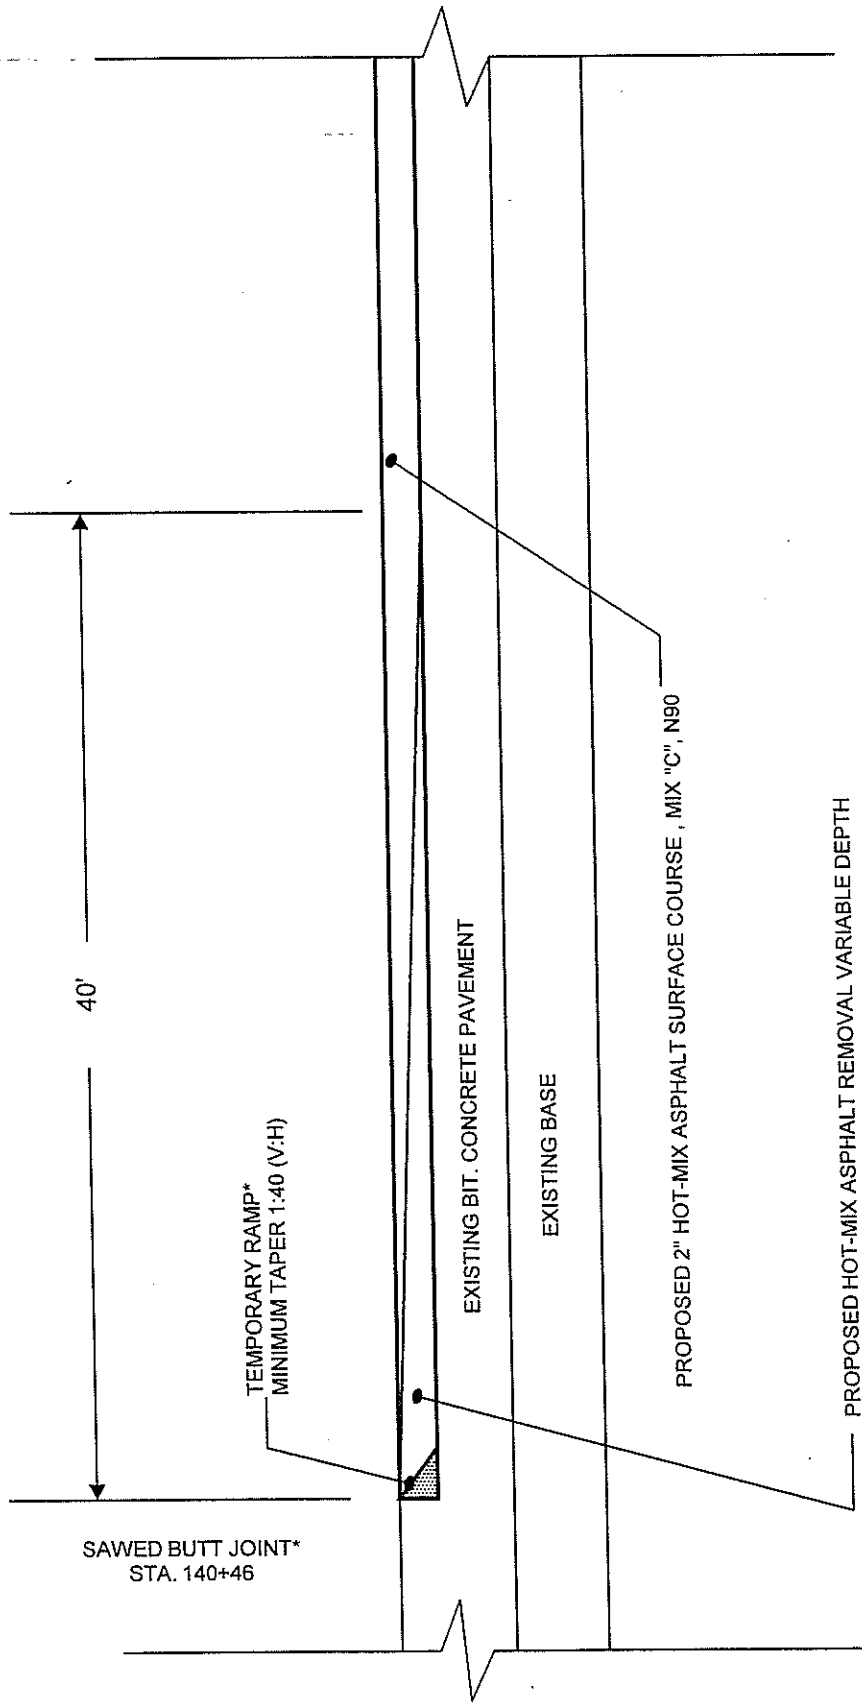 40'
TEMPORARY RAMP*
MINIMUM TAPER 1:40 (V:H)
SAWED BUTT JOINT*
STA. 140+46
EXISTING BIT. CONCRETE PAVEMENT
EXISTING BASE
PROPOSED 2" HOT-MIX ASPHALT SURFACE COURSE , MIX "C", N90
PROPOSED HOT-MIX ASPHALT REMOVAL VARIABLE DEPTH